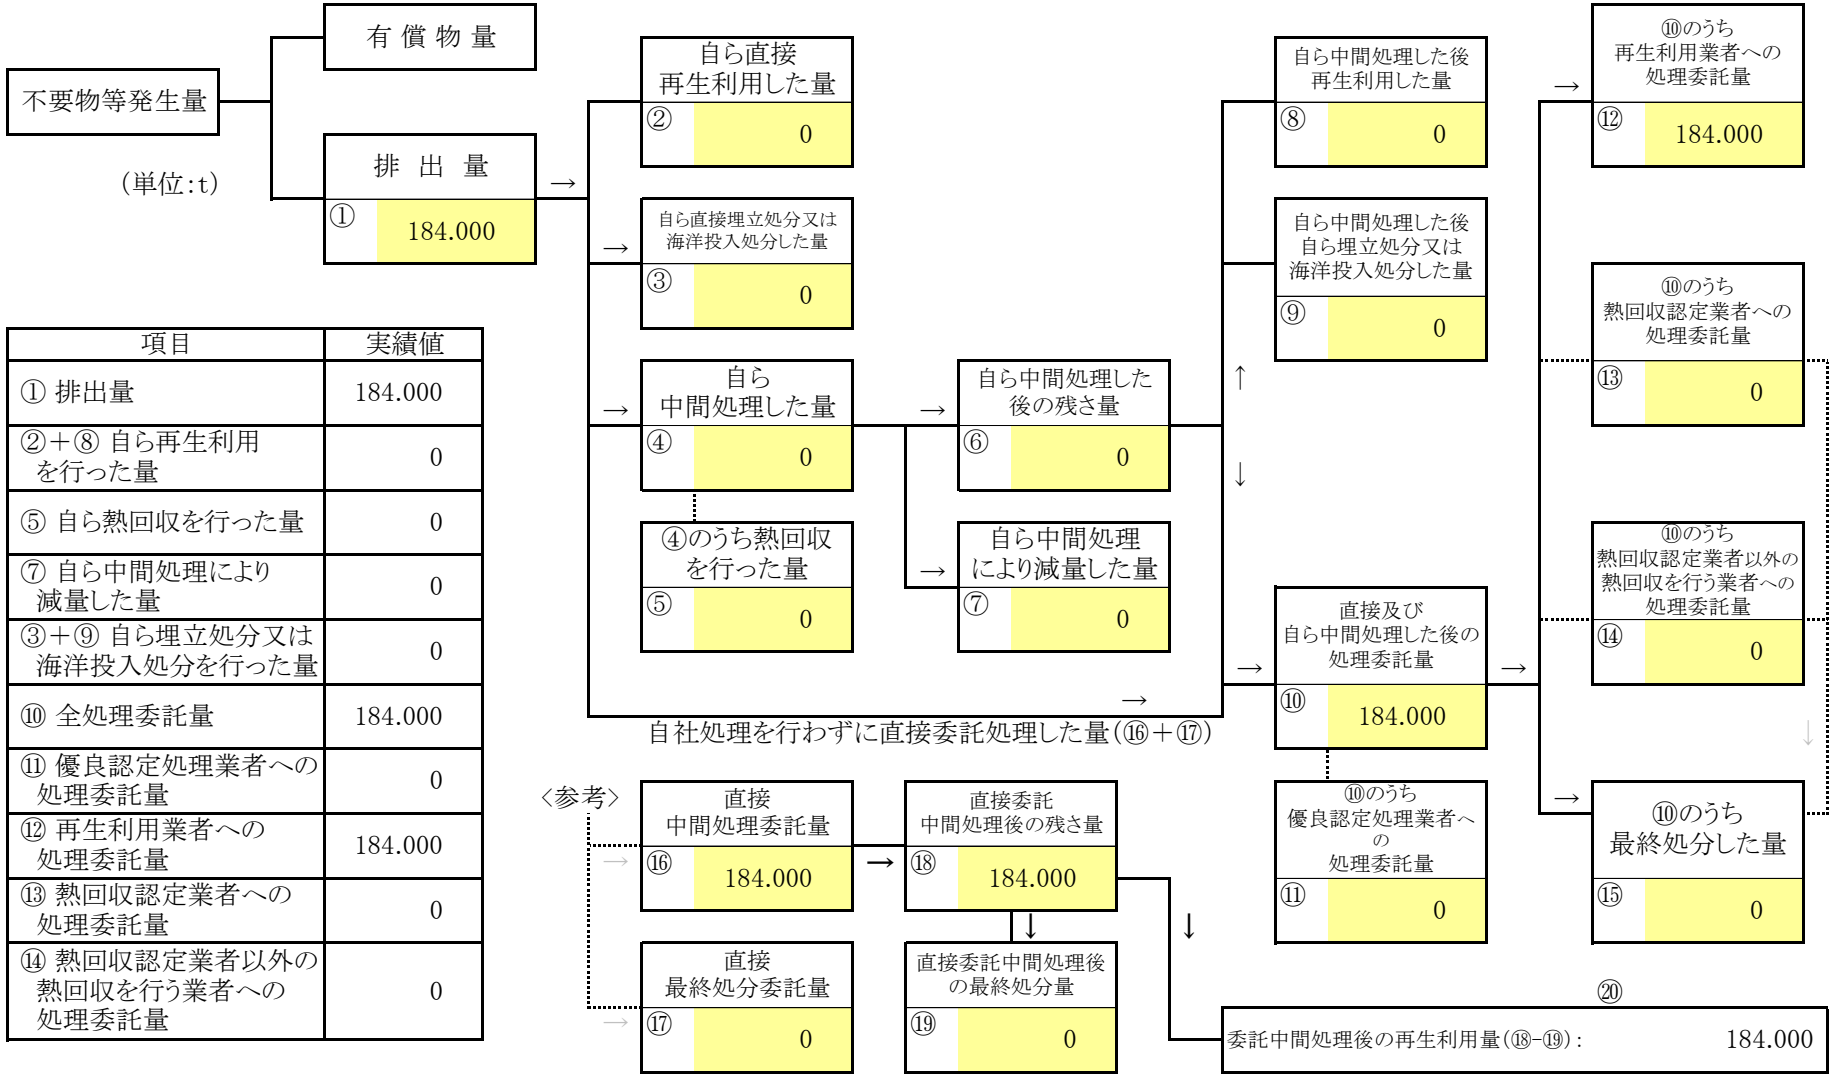 有 償 物 量
不要物等発生量
(単位:t)
排 出 量
→
①
184.000
自ら直接
再生利用した量
②
0
自ら直接埋立処分又は
海洋投入処分した量
→
③
0
自ら
中間処理した量
→
④
0
④のうち熱回収
を行った量
⑤
0
→
自ら中間処理した
後の残さ量
⑥
0
→
自ら中間処理
により減量した量
⑦
0
自ら中間処理した後
再生利用した量
⑧
0
自ら中間処理した後
自ら埋立処分又は
海洋投入処分した量
⑨
0
↑
↓
→
自社処理を行わずに直接委託処理した量(⑯+⑰)
→
直接及び
自ら中間処理した後の
処理委託量
⑩
184.000
→
⑩のうち
優良認定処理業者へ
の
処理委託量
⑪
0
→
⑩のうち
再生利用業者への
処理委託量
⑫
184.000
⑩のうち
熱回収認定業者への
処理委託量
⑬
0
⑩のうち
熱回収認定業者以外の
熱回収を行う業者への
処理委託量
⑭
0
↓
→
⑩のうち
最終処分した量
⑮
0
項目 実績値
① 排出量 184.000
②+⑧ 自ら再生利用
を行った量 0
⑤ 自ら熱回収を行った量 0
⑦ 自ら中間処理により
減量した量 0
③+⑨ 自ら埋立処分又は
海洋投入処分を行った量 0
⑩ 全処理委託量 184.000
⑪ 優良認定処理業者への
処理委託量 0
⑫ 再生利用業者への
処理委託量 184.000
⑬ 熱回収認定業者への
処理委託量 0
⑭ 熱回収認定業者以外の
熱回収を行う業者への
処理委託量 0
〈参考〉
→
直接
中間処理委託量
⑯
184.000
→
直接委託
中間処理後の残さ量
⑱
184.000
↓
↓
→
直接
最終処分委託量
⑰
0
直接委託中間処理後
の最終処分量
⑲
0
⑳
委託中間処理後の再生利用量(⑱-⑲): 184.000